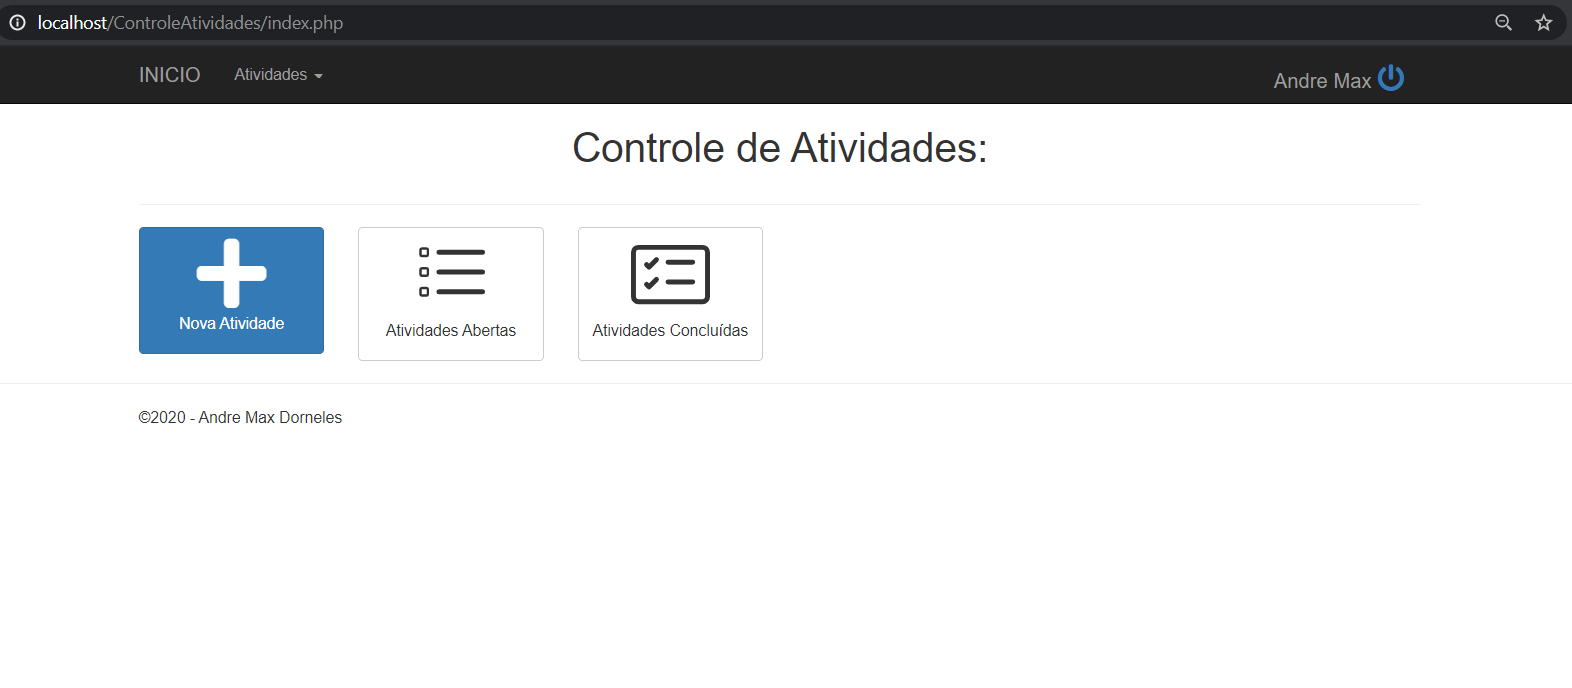 localhost/ControleAtividades/index.php
INICIO Atividades Andre Max
Controle de Atividades:
Nova Atividade Atividades Abertas Atividades Concluídas
©2020 - Andre Max Dorneles